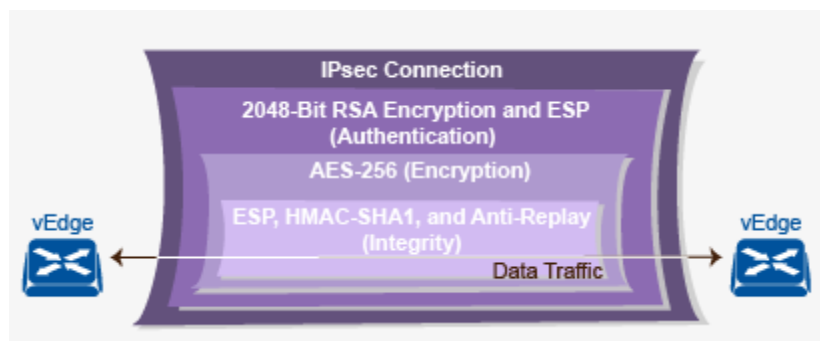 IPsec Connection
2048-Bit RSA Encryption and ESP
(Authentication)
AES-256 (Encryption)
ESP, HMAC-SHA1, and Anti-Replay
(Integrity)
vEdge
vEdge
Data Traffic